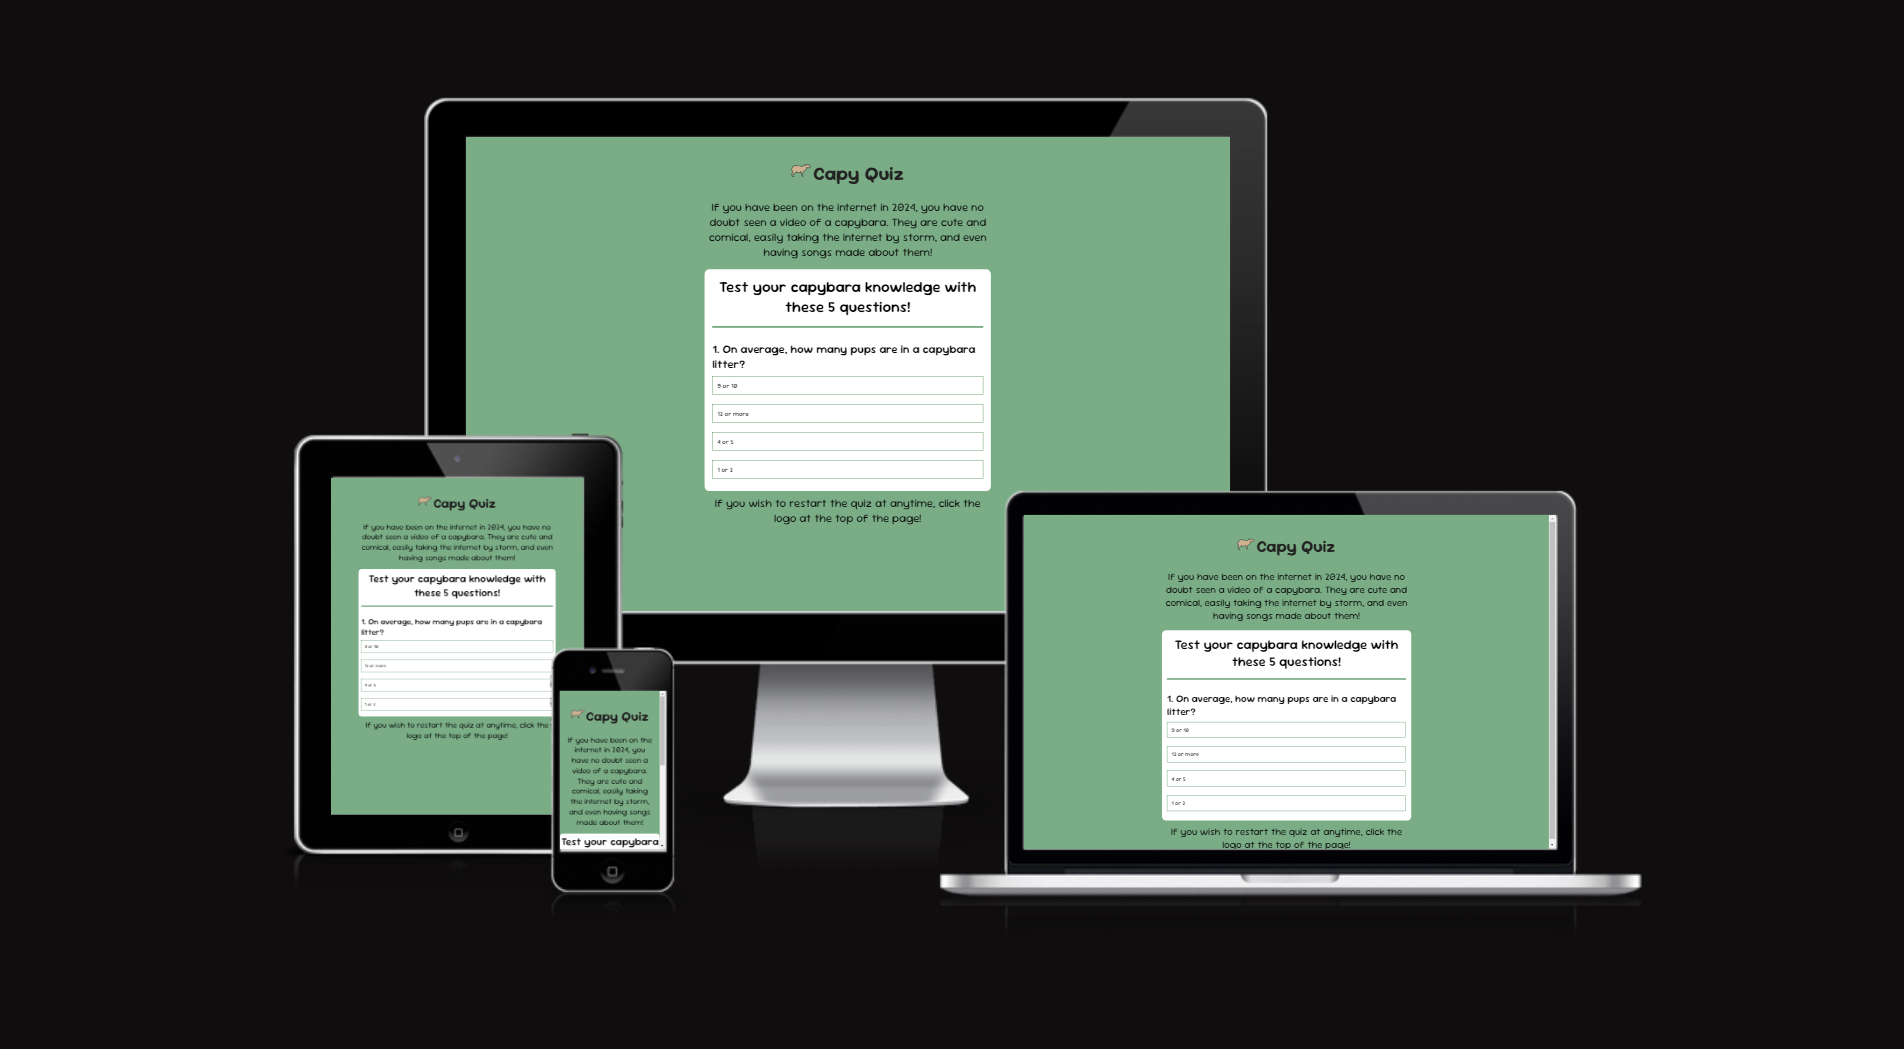 Capy Quiz
If you have been on the internet in 2024, you have no
doubt seen a video of a capybara. They are cute and
comical, easily taking the internet by storm, and even
having songs made about them!
Test your capybara knowledge with
these 5 questions!
1. On average, how many pups are in a capybara
litter?
9 or 10
12 or more
4 or 5
1 or 2
If you wish to restart the quiz at anytime, click the
logo at the top of the page!
Capy Quiz
If you have been on the internet in 2024, you have no
doubt seen a video of a capybara. They are cute and
comical, easily taking the internet by storm, and even
having songs made about them!
Test your capybara knowledge with
these 5 questions!
1. On average, how many pups are in a capybara
litter?
9 or 10
12 or more
4 or 5
1 or 2
If you wish to restart the quiz at anytime, click the
logo at the top of the page!
Capy Quiz
If you have been on the
internet in 2024, you
have no doubt seen a
video of a capybara.
They are cute and
comical, easily taking
the internet by storm,
and even having songs
made about them!
Test your capybara
Capy Quiz
If you have been on the internet in 2024, you have no
doubt seen a video of a capybara. They are cute and
comical, easily taking the internet by storm, and even
having songs made about them!
Test your capybara knowledge with
these 5 questions!
1. On average, how many pups are in a capybara
litter?
9 or 10
12 or more
4 or 5
1 or 2
If you wish to restart the quiz at anytime, click the
logo at the top of the page!